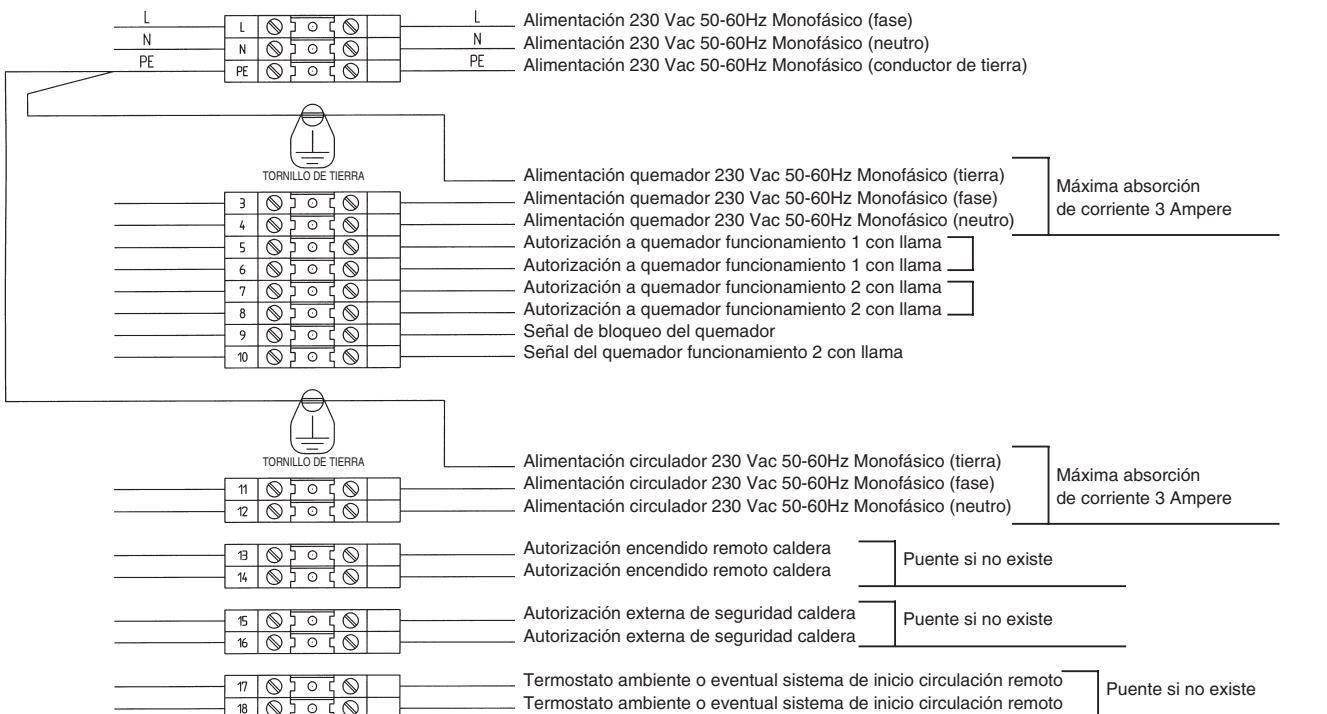 L L L Alimentación 230 Vac 50-60Hz Monofásico (fase)
N N N Alimentación 230 Vac 50-60Hz Monofásico (neutro)
PE PE PE Alimentación 230 Vac 50-60Hz Monofásico (conductor de tierra)
TORNILLO DE TIERRA
Alimentación quemador 230 Vac 50-60Hz Monofásico (tierra)
3 Alimentación quemador 230 Vac 50-60Hz Monofásico (fase)
4 Alimentación quemador 230 Vac 50-60Hz Monofásico (neutro)
Máxima absorción
de corriente 3 Ampere
5 Autorización a quemador funcionamiento 1 con llama
6 Autorización a quemador funcionamiento 1 con llama
7 Autorización a quemador funcionamiento 2 con llama
8 Autorización a quemador funcionamiento 2 con llama
9 Señal de bloqueo del quemador
10 Señal del quemador funcionamiento 2 con llama
TORNILLO DE TIERRA
Alimentación circulador 230 Vac 50-60Hz Monofásico (tierra)
11 Alimentación circulador 230 Vac 50-60Hz Monofásico (fase)
12 Alimentación circulador 230 Vac 50-60Hz Monofásico (neutro)
Máxima absorción
de corriente 3 Ampere
13 Autorización encendido remoto caldera
14 Autorización encendido remoto caldera
Puente si no existe
15 Autorización externa de seguridad caldera
16 Autorización externa de seguridad caldera
Puente si no existe
17 Termostato ambiente o eventual sistema de inicio circulación remoto
18 Termostato ambiente o eventual sistema de inicio circulación remoto
Puente si no existe